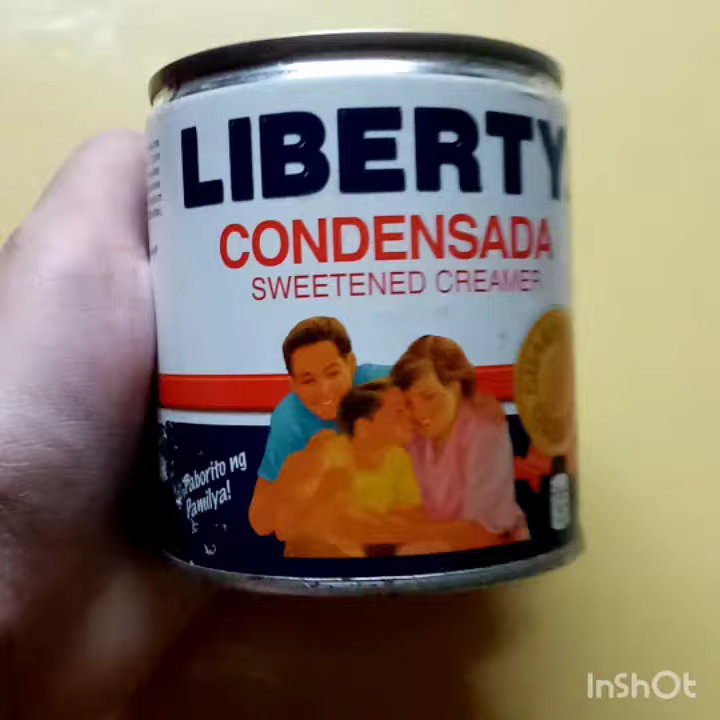 LIBERTY
CONDENSADA
SWEETENED CREAMER
Paborito ng
Pamilya!
InShOt